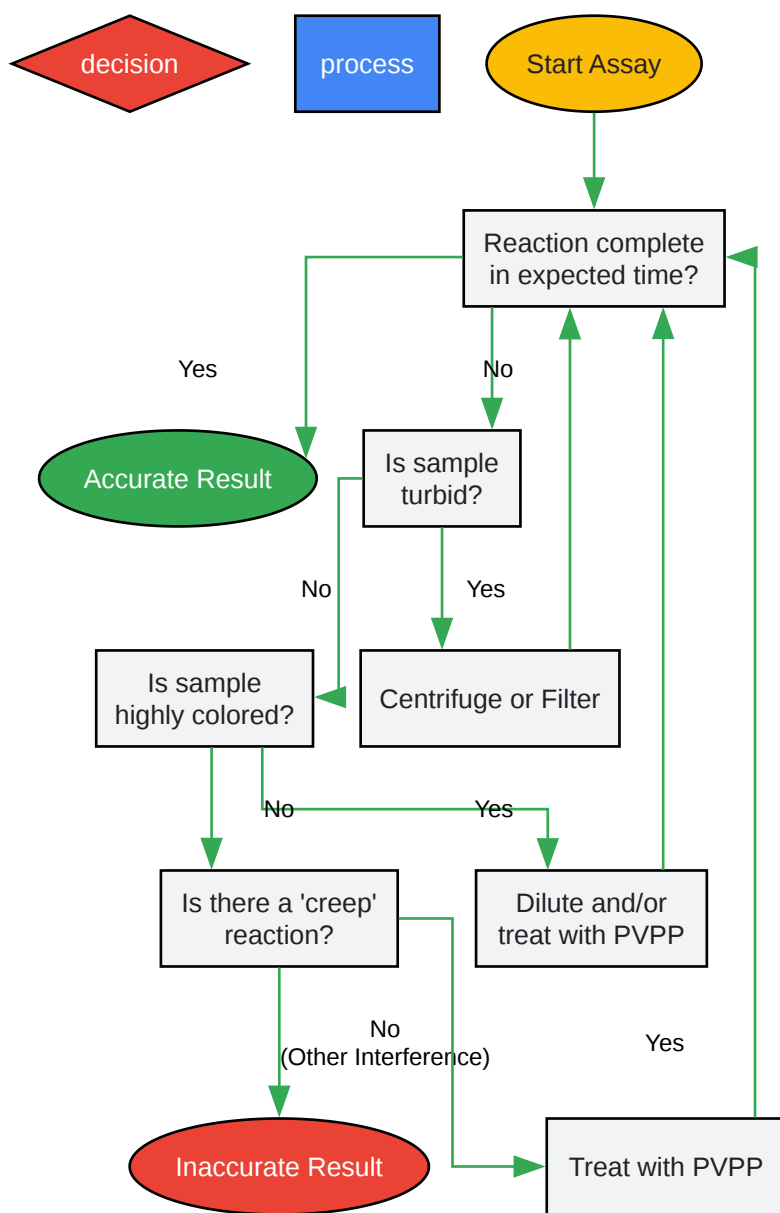 decision
process
Start Assay
Reaction complete
in expected time?
Yes
No
Accurate Result
Is sample
turbid?
No
Yes
Is sample
highly colored?
Centrifuge or Filter
No
Yes
Is there a 'creep'
reaction?
Dilute and/or
treat with PVPP
No
(Other Interference)
Yes
Inaccurate Result
Treat with PVPP